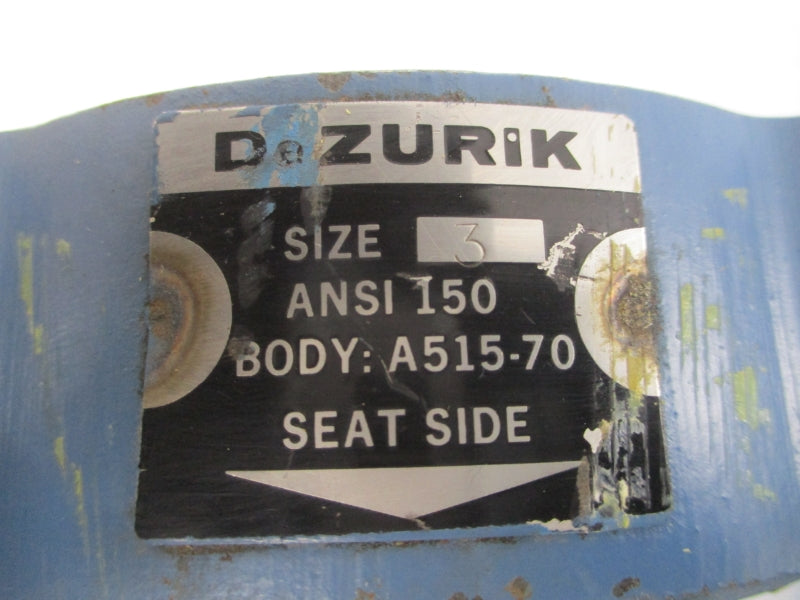 DeZURiK
SIZE 3
ANSI 150
BODY: A515-70
SEAT SIDE